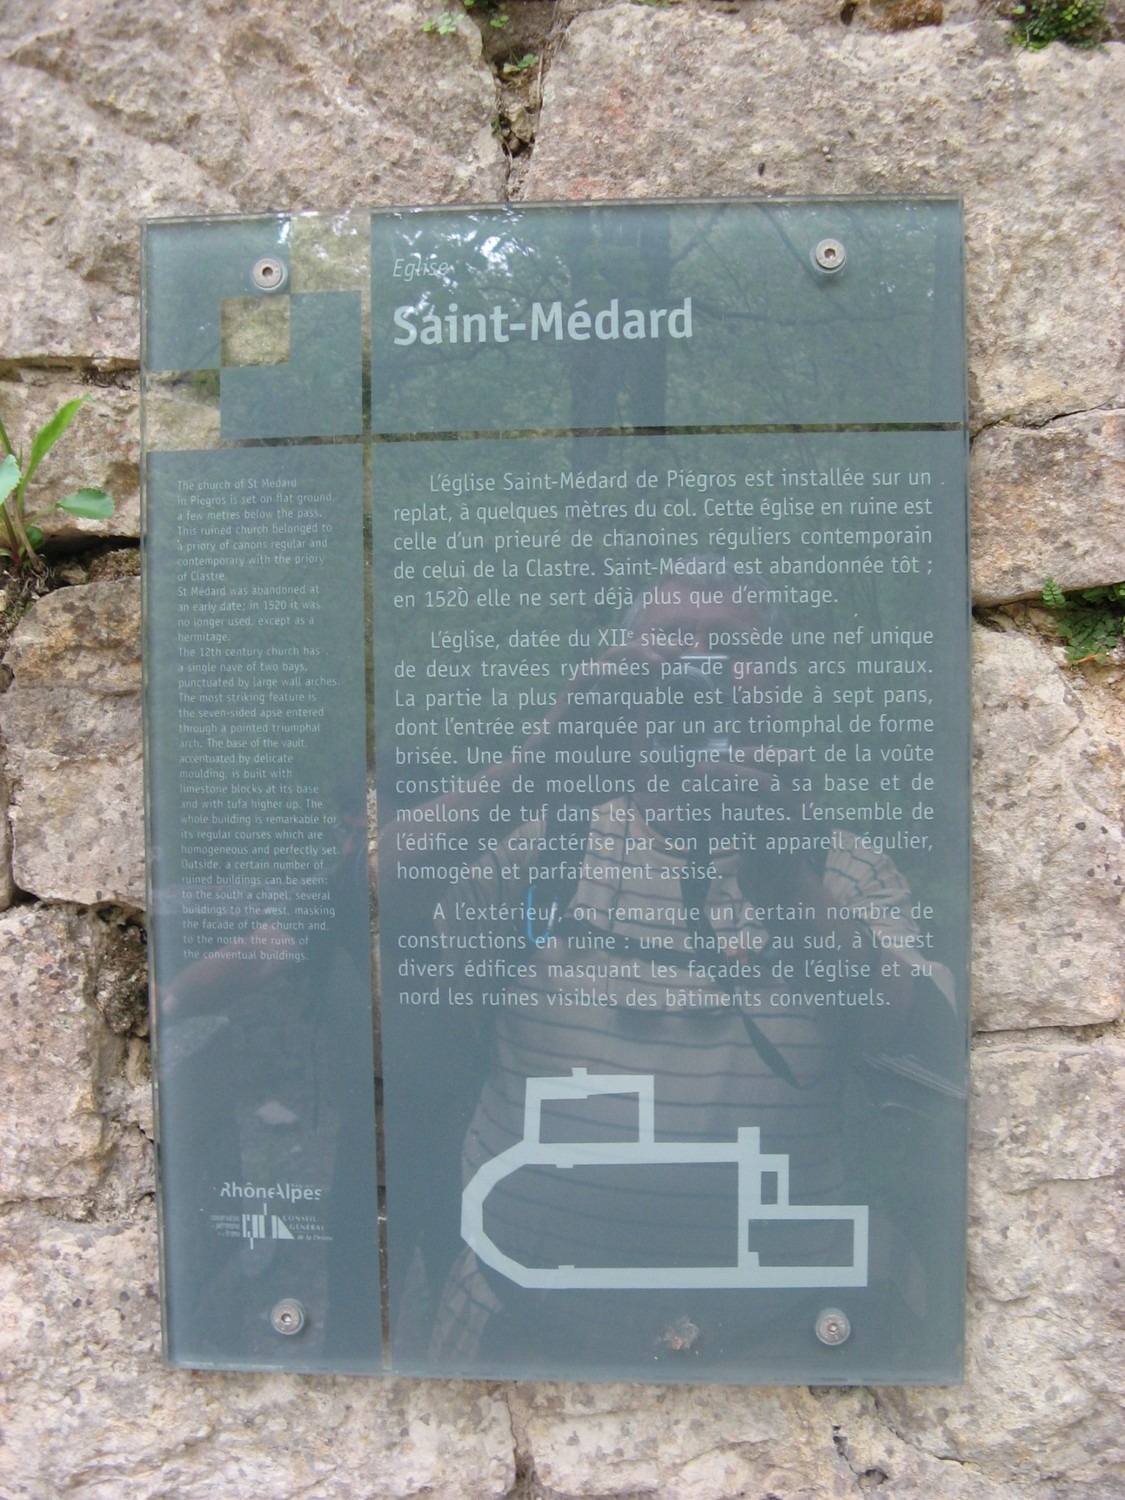 Eglise
Saint-Médard
The church of St Médard
in Piégros is set on flat ground,
a few metres below the pass.
This ruined church belonged to
a priory of canons regular and
contemporary with the priory
of Clastre.
St Médard was abandoned at
an early date; in 1520 it was
no longer used, except as a
hermitage.
The 12th century church has
a single nave of two bays,
punctuated by large wall arches.
The most striking feature is
the seven-sided apse entered
through a pointed triumphal
arch. The base of the vault,
accentuated by delicate
moulding, is built with
limestone blocks at its base
and with tufa higher up. The
whole building is remarkable for
its regular courses which are
homogeneous and perfectly set.
Outside, a certain number of
ruined buildings can be seen:
to the south a chapel, several
buildings to the west, masking
the facade of the church and,
to the north, the ruins of
the conventual buildings.
L'église Saint-Médard de Piégros est installée sur un
replat, à quelques mètres du col. Cette église en ruine est
celle d'un prieuré de chanoines réguliers contemporain
de celui de la Clastre. Saint-Médard est abandonnée tôt ;
en 1520 elle ne sert déjà plus que d'ermitage.
L'église, datée du XIIe siècle, possède une nef unique
de deux travées rythmées par de grands arcs muraux.
La partie la plus remarquable est l'abside à sept pans,
dont l'entrée est marquée par un arc triomphal de forme
brisée. Une fine moulure souligne le départ de la voûte
constituée de moellons de calcaire à sa base et de
moellons de tuf dans les parties hautes. L'ensemble de
l'édifice se caractérise par son petit appareil régulier,
homogène et parfaitement assisé.
A l'extérieur, on remarque un certain nombre de
constructions en ruine : une chapelle au sud, à l'ouest
divers édifices masquant les façades de l'église et au
nord les ruines visibles des bâtiments conventuels.
RhôneAlpes
CONSEIL
GÉNÉRAL
de la Drôme